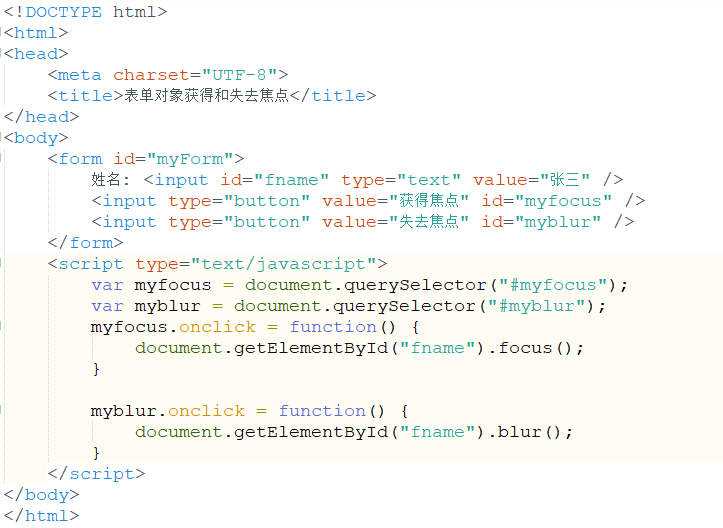 <!DOCTYPE html>
<html>
<head>
    <meta charset="UTF-8">
    <title>表单对象获得和失去焦点</title>
</head>
<body>
    <form id="myForm">
        姓名: <input id="fname" type="text" value="张三" />
        <input type="button" value="获得焦点" id="myfocus" />
        <input type="button" value="失去焦点" id="myblur" />
    </form>
    <script type="text/javascript">
        var myfocus = document.querySelector("#myfocus");
        var myblur = document.querySelector("#myblur");
        myfocus.onclick = function() {
            document.getElementById("fname").focus();
        }

        myblur.onclick = function() {
            document.getElementById("fname").blur();
        }
    </script>
</body>
</html>